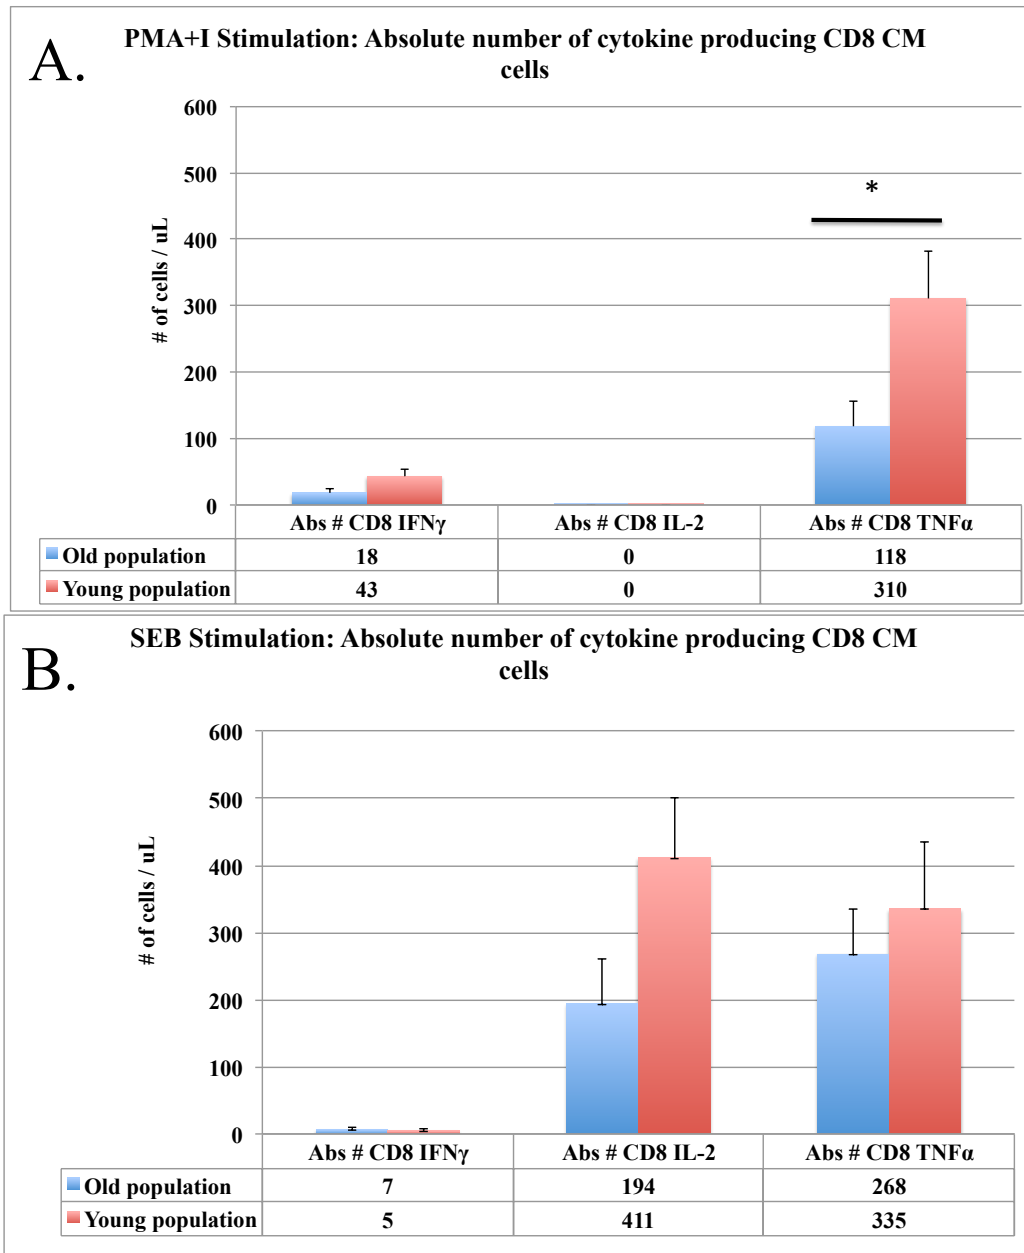 A.
PMA+I Stimulation: Absolute number of cytokine producing CD8 CM
cells
600
500
400
300
200
100
0
# of cells / uL
*
Abs # CD8 IFNγ Abs # CD8 IL-2 Abs # CD8 TNFα
Old population 18 0 118
Young population 43 0 310
B.
SEB Stimulation: Absolute number of cytokine producing CD8 CM
cells
600
500
400
300
200
100
0
# of cells / uL
Abs # CD8 IFNγ Abs # CD8 IL-2 Abs # CD8 TNFα
Old population 7 194 268
Young population 5 411 335